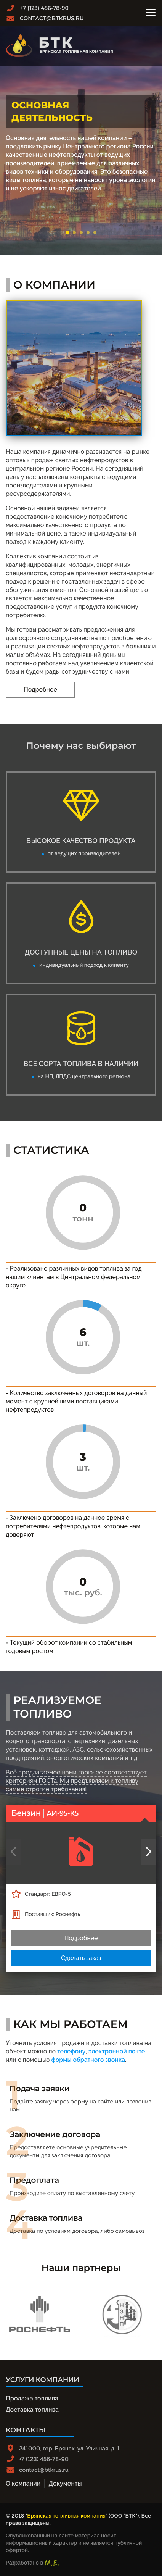 +7 (123) 456-78-90
CONTACT@BTKRUS.RU
БТК
БРЯНСКАЯ ТОПЛИВНАЯ КОМПАНИЯ
ОСНОВНАЯ
ДЕЯТЕЛЬНОСТЬ
Основная деятельность нашей компании –
предложить рынку Центрального региона России
качественные нефтепродукты от ведущих
производителей, приемлемые для различных
видов техники и оборудования. Это безопасные
виды топлива, которые не наносят урона экологии
и не ускоряют износ двигателей.
О КОМПАНИИ
Наша компания динамично развивается на рынке
оптовых продаж светлых нефтепродуктов в
центральном регионе России. На сегодняшний
день у нас заключены контракты с ведущими
производителями и крупными
ресурсодержателями.
Основной нашей задачей является
предоставление конечному потребителю
максимально качественного продукта по
минимальной цене, а также индивидуальный
подход к каждому клиенту.
Коллектив компании состоит из
квалифицированных, молодых, энергичных
специалистов, которые принимают нестандартный
подход в решение поставленных задач в сфере
обслуживания клиентов. Основной нашей целью
является максимально качественное
предоставление услуг и продукта конечному
потребителю.
Мы готовы рассматривать предложения для
долгосрочного сотрудничества по приобретению
и реализации светлых нефтепродуктов в больших и
малых объёмах. На сегодняшний день мы
постоянно работаем над увеличением клиентской
базы и будем рады сотрудничеству с нами!
Подробнее
Почему нас выбирают
ВЫСОКОЕ КАЧЕСТВО ПРОДУКТА
от ведущих производителей
ДОСТУПНЫЕ ЦЕНЫ НА ТОПЛИВО
индивидуальный подход к клиенту
ВСЕ СОРТА ТОПЛИВА В НАЛИЧИИ
на НП, ЛПДС центрального региона
СТАТИСТИКА
0
тонн
- Реализовано различных видов топлива за год
нашим клиентам в Центральном федеральном
округе
6
шт.
- Количество заключенных договоров на данный
момент с крупнейшими поставщиками
нефтепродуктов
3
шт.
- Заключено договоров на данное время с
потребителями нефтепродуктов, которые нам
доверяют
0
тыс. руб.
- Текущий оборот компании со стабильным
годовым ростом
РЕАЛИЗУЕМОЕ
ТОПЛИВО
Поставляем топливо для автомобильного и
водного транспорта, спецтехники, дизельных
установок, котельных, АЗС, сельскохозяйственных
предприятий, энергетических компаний и т.д.
Всё предлагаемое нами горючее соответствует
критериям ГОСТа. Мы предъявляем к топливу
самые строгие требования!
Бензин | АИ-95-К5
Стандарт: ЕВРО-5
Поставщик: Роснефть
Подробнее
Сделать заказ
КАК МЫ РАБОТАЕМ
Уточнить условия продажи и доставки топлива на
объект можно по телефону, электронной почте
или с помощью формы обратного звонка.
1
Подача заявки
Подайте заявку через форму на сайте или позвоните
нам
2
Заключение договора
Предоставляете основные учредительные
документы для заключения договора
3
Предоплата
Производите оплату по выставленному счету
4
Доставка топлива
Доставка по условиям договора, либо самовывоз
Наши партнеры
РОСНЕФТЬ
УСЛУГИ КОМПАНИИ
Продажа топлива
Доставка топлива
КОНТАКТЫ
241000, гор. Брянск, ул. Уличная, д. 1
+7 (123) 456-78-90
contact@btkrus.ru
О компании | Документы
© 2018 "Брянская топливная компания" (ООО "БТК"). Все
права защищены.
Опубликованная на сайте материал носит
информационный характер и не является публичной
офертой.
Разработано в